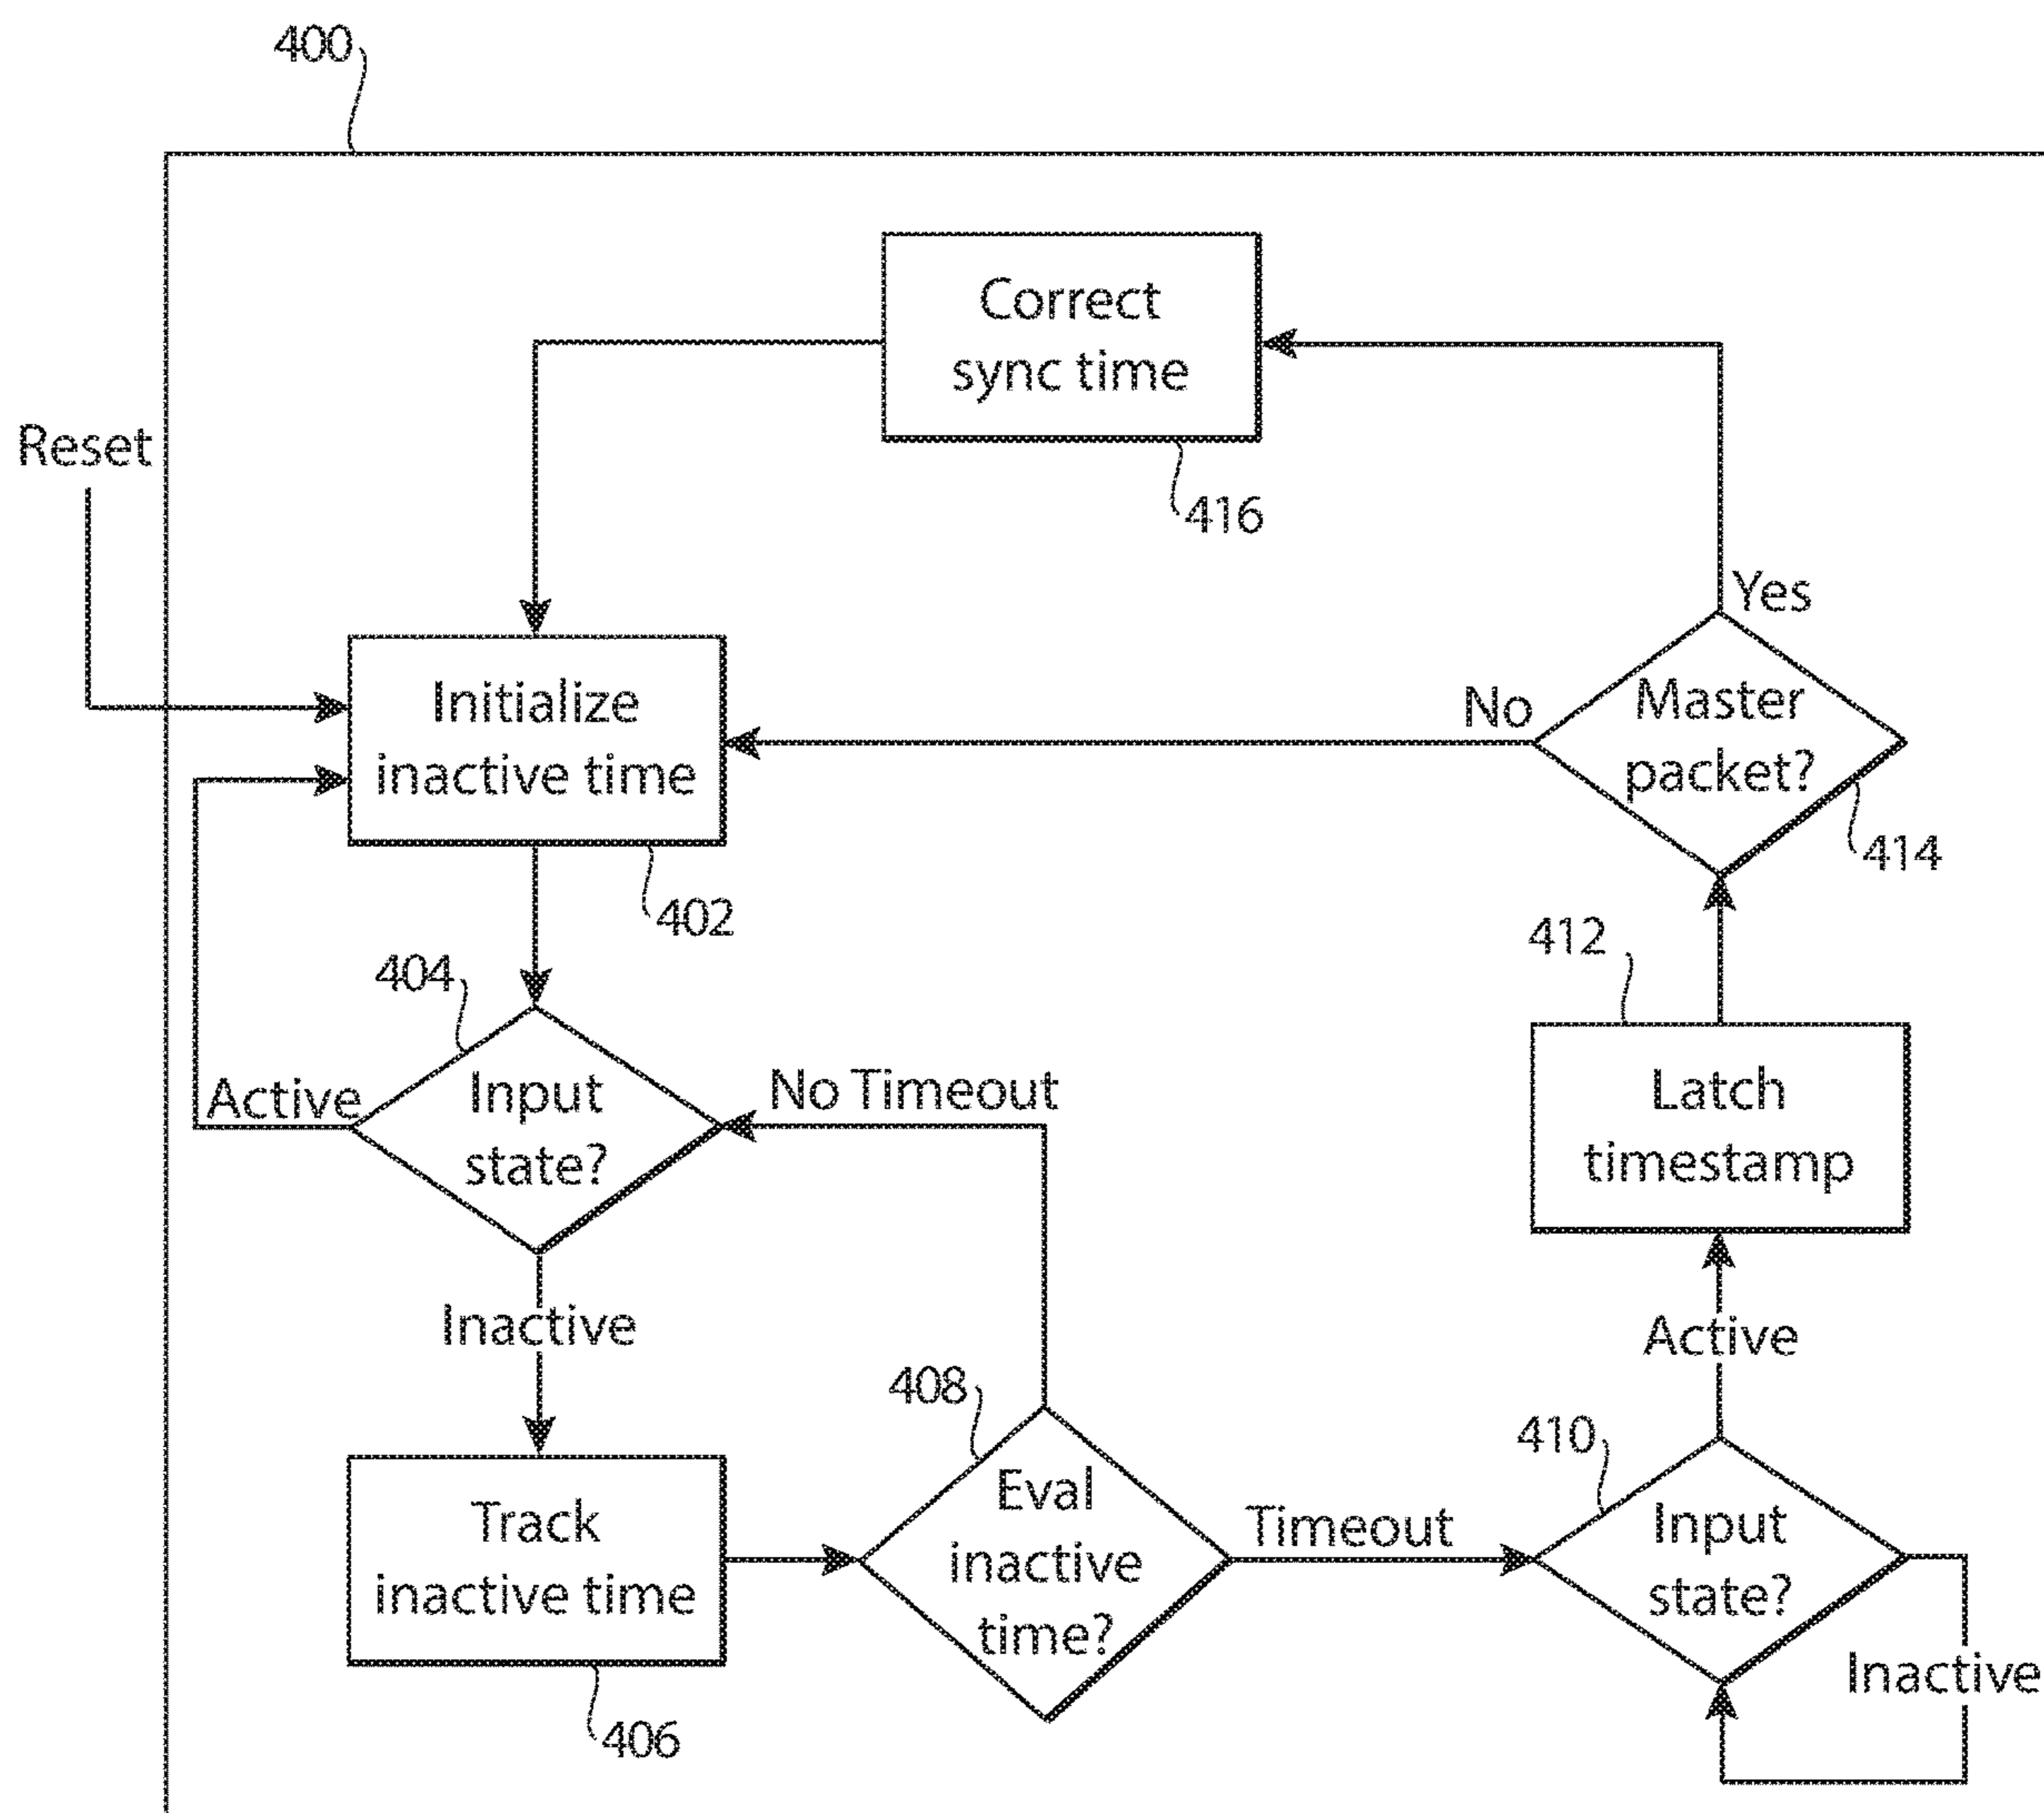 400
Correct
sync time
416
Reset
Yes
Initialize
inactive time
402
No
Master
packet?
414
412
404
Active
Input
state?
No Timeout
Latch
timestamp
Inactive
Active
408
410
Track
inactive time
406
Eval
inactive
time?
Timeout
Input
state?
Inactive